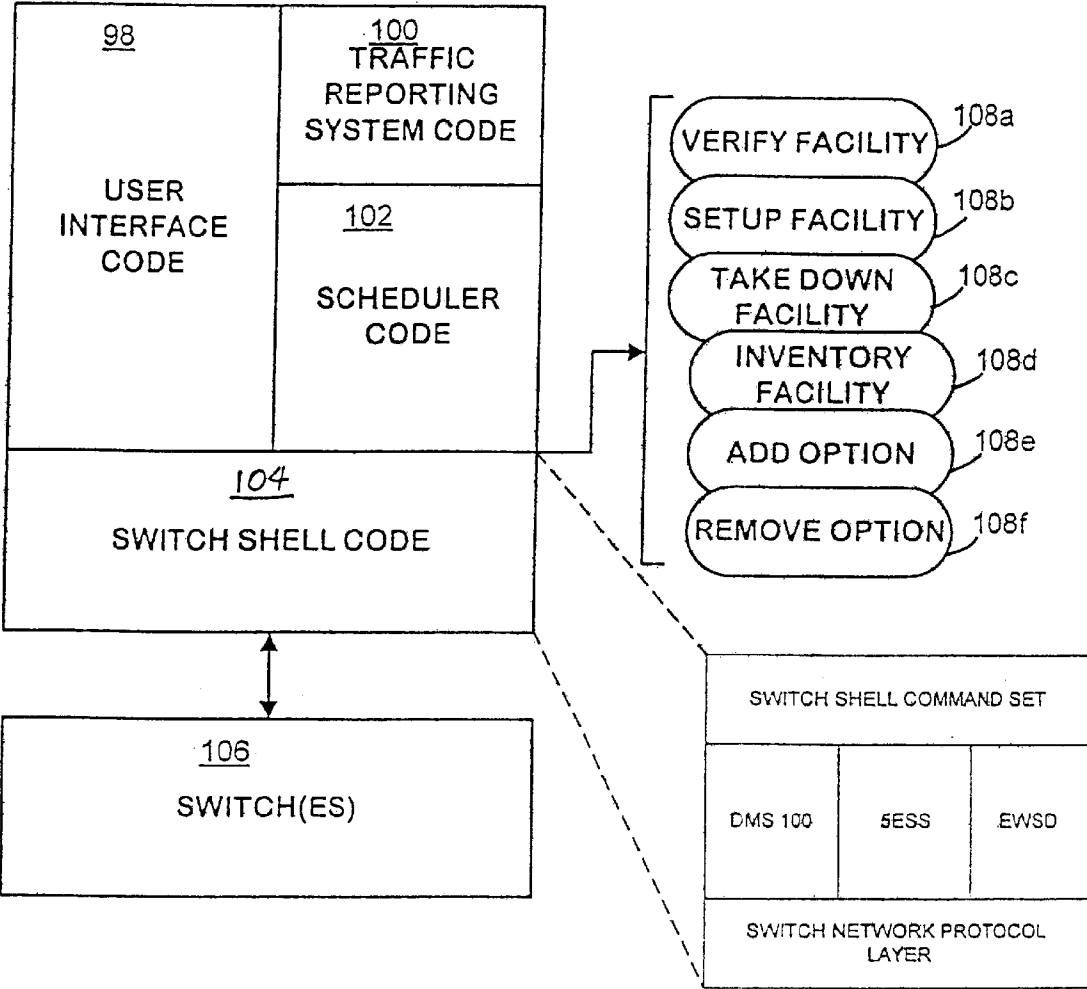 98
USER
INTERFACE
CODE
100
TRAFFIC
REPORTING
SYSTEM CODE
102
SCHEDULER
CODE
104
SWITCH SHELL CODE
106
SWITCH(ES)
VERIFY FACILITY
108a
SETUP FACILITY
108b
TAKE DOWN
FACILITY
108c
INVENTORY
FACILITY
108d
ADD OPTION
108e
REMOVE OPTION
108f
SWITCH SHELL COMMAND SET
DMS 100
5ESS
EWSD
SWITCH NETWORK PROTOCOL
LAYER